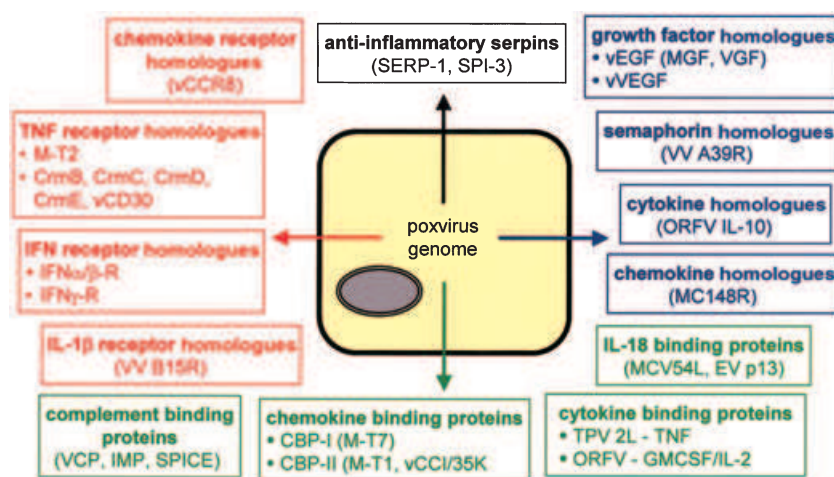 chemokine receptor
homologues
(vCCR8)
anti-inflammatory serpins
(SERP-1, SPI-3)
growth factor homologues
• vEGF (MGF, VGF)
• vVEGF
TNF receptor homologues
• M-T2
• CrmB, CrmC, CrmD,
CrmE, vCD30
semaphorin homologues
(VV A39R)
poxvirus
genome
cytokine homologues
(ORFV IL-10)
IFN receptor homologues
• IFNα/β-R
• IFNγ-R
chemokine homologues
(MC148R)
IL-1β receptor homologues
(VV B15R)
IL-18 binding proteins
(MCV54L, EV p13)
complement binding
proteins
(VCP, IMP, SPICE)
chemokine binding proteins
• CBP-I (M-T7)
• CBP-II (M-T1, vCCI/35K
cytokine binding proteins
• TPV 2L - TNF
• ORFV - GMCSF/IL-2